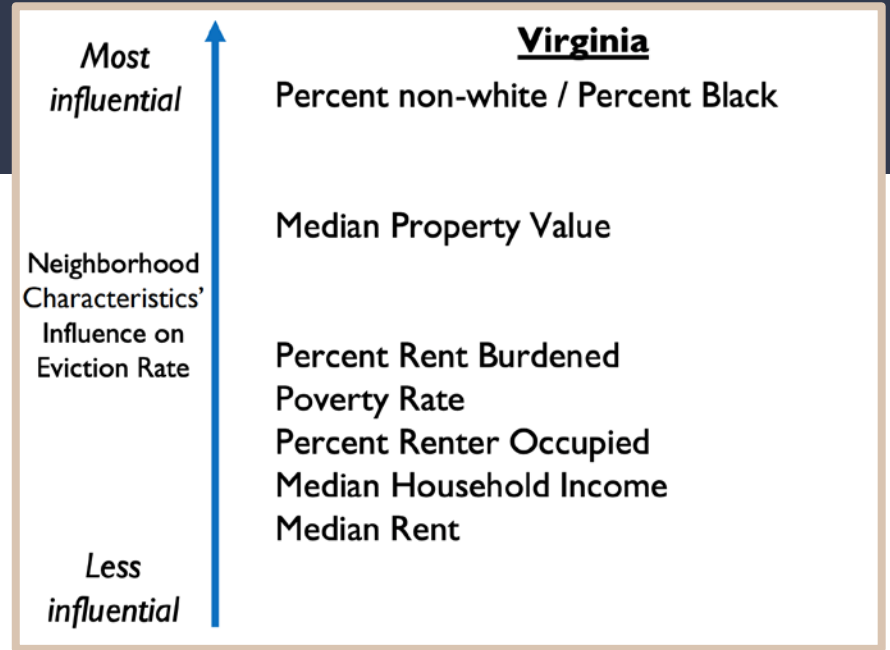 Most
influential
Neighborhood
Characteristics’
Influence on
Eviction Rate
Less
influential
Virginia
Percent non-white / Percent Black
Median Property Value
Percent Rent Burdened
Poverty Rate
Percent Renter Occupied
Median Household Income
Median Rent